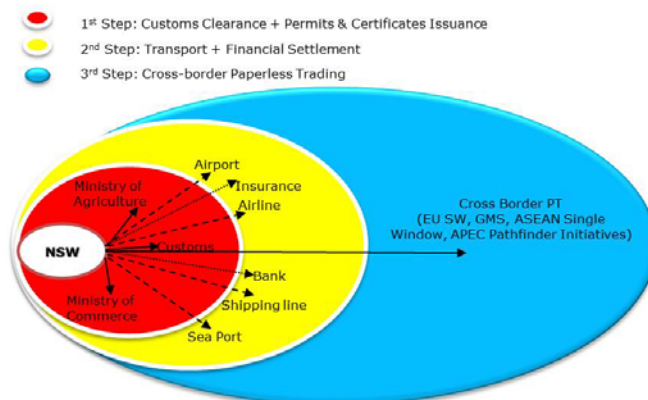 1st Step: Customs Clearance + Permits & Certificates Issuance
2nd Step: Transport + Financial Settlement
3rd Step: Cross-border Paperless Trading
Airport
Ministry of
Agriculture
Insurance
Airline
Cross Border PT
(EU SW, GMS, ASEAN Single
Window, APEC Pathfinder Initiatives)
NSW
Customs
Bank
Ministry of
Commerce
Shipping line
Sea Port